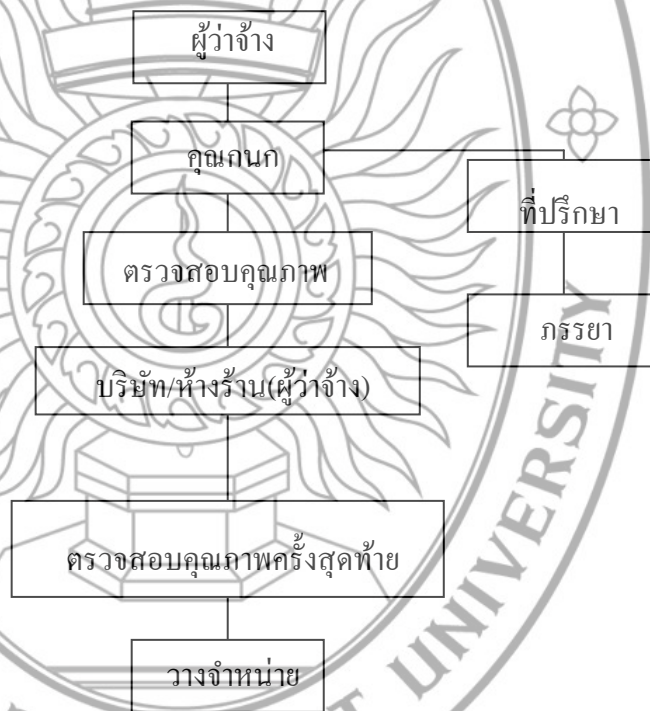 ผู้ว่าจ้าง
คุณกนก
ที่ปรึกษา
ตรวจสอบคุณภาพ
ภรรยา
บริษัท/ห้างร้าน(ผู้ว่าจ้าง)
ตรวจสอบคุณภาพครั้งสุดท้าย
วางจำหน่าย
UNIVERSITY